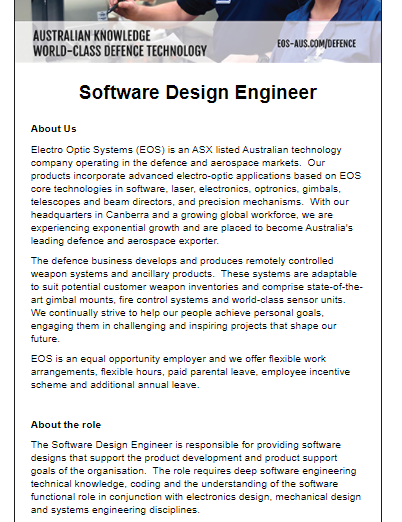 AUSTRALIAN KNOWLEDGE
WORLD-CLASS DEFENCE TECHNOLOGY
EOS-AUS.COM/DEFENCE
Software Design Engineer
About Us
Electro Optic Systems (EOS) is an ASX listed Australian technology
company operating in the defence and aerospace markets.  Our
products incorporate advanced electro-optic applications based on EOS
core technologies in software, laser, electronics, optronics, gimbals,
telescopes and beam directors, and precision mechanisms.  With our
headquarters in Canberra and a growing global workforce, we are
experiencing exponential growth and are placed to become Australia's
leading defence and aerospace exporter.
The defence business develops and produces remotely controlled
weapon systems and ancillary products.  These systems are adaptable
to suit potential customer weapon inventories and comprise state-of-the-
art gimbal mounts, fire control systems and world-class sensor units.
We continually strive to help our people achieve personal goals,
engaging them in challenging and inspiring projects that shape our
future.
EOS is an equal opportunity employer and we offer flexible work
arrangements, flexible hours, paid parental leave, employee incentive
scheme and additional annual leave.
About the role
The Software Design Engineer is responsible for providing software
designs that support the product development and product support
goals of the organisation.  The role requires deep software engineering
technical knowledge, coding and the understanding of the software
functional role in conjunction with electronics design, mechanical design
and systems engineering disciplines.